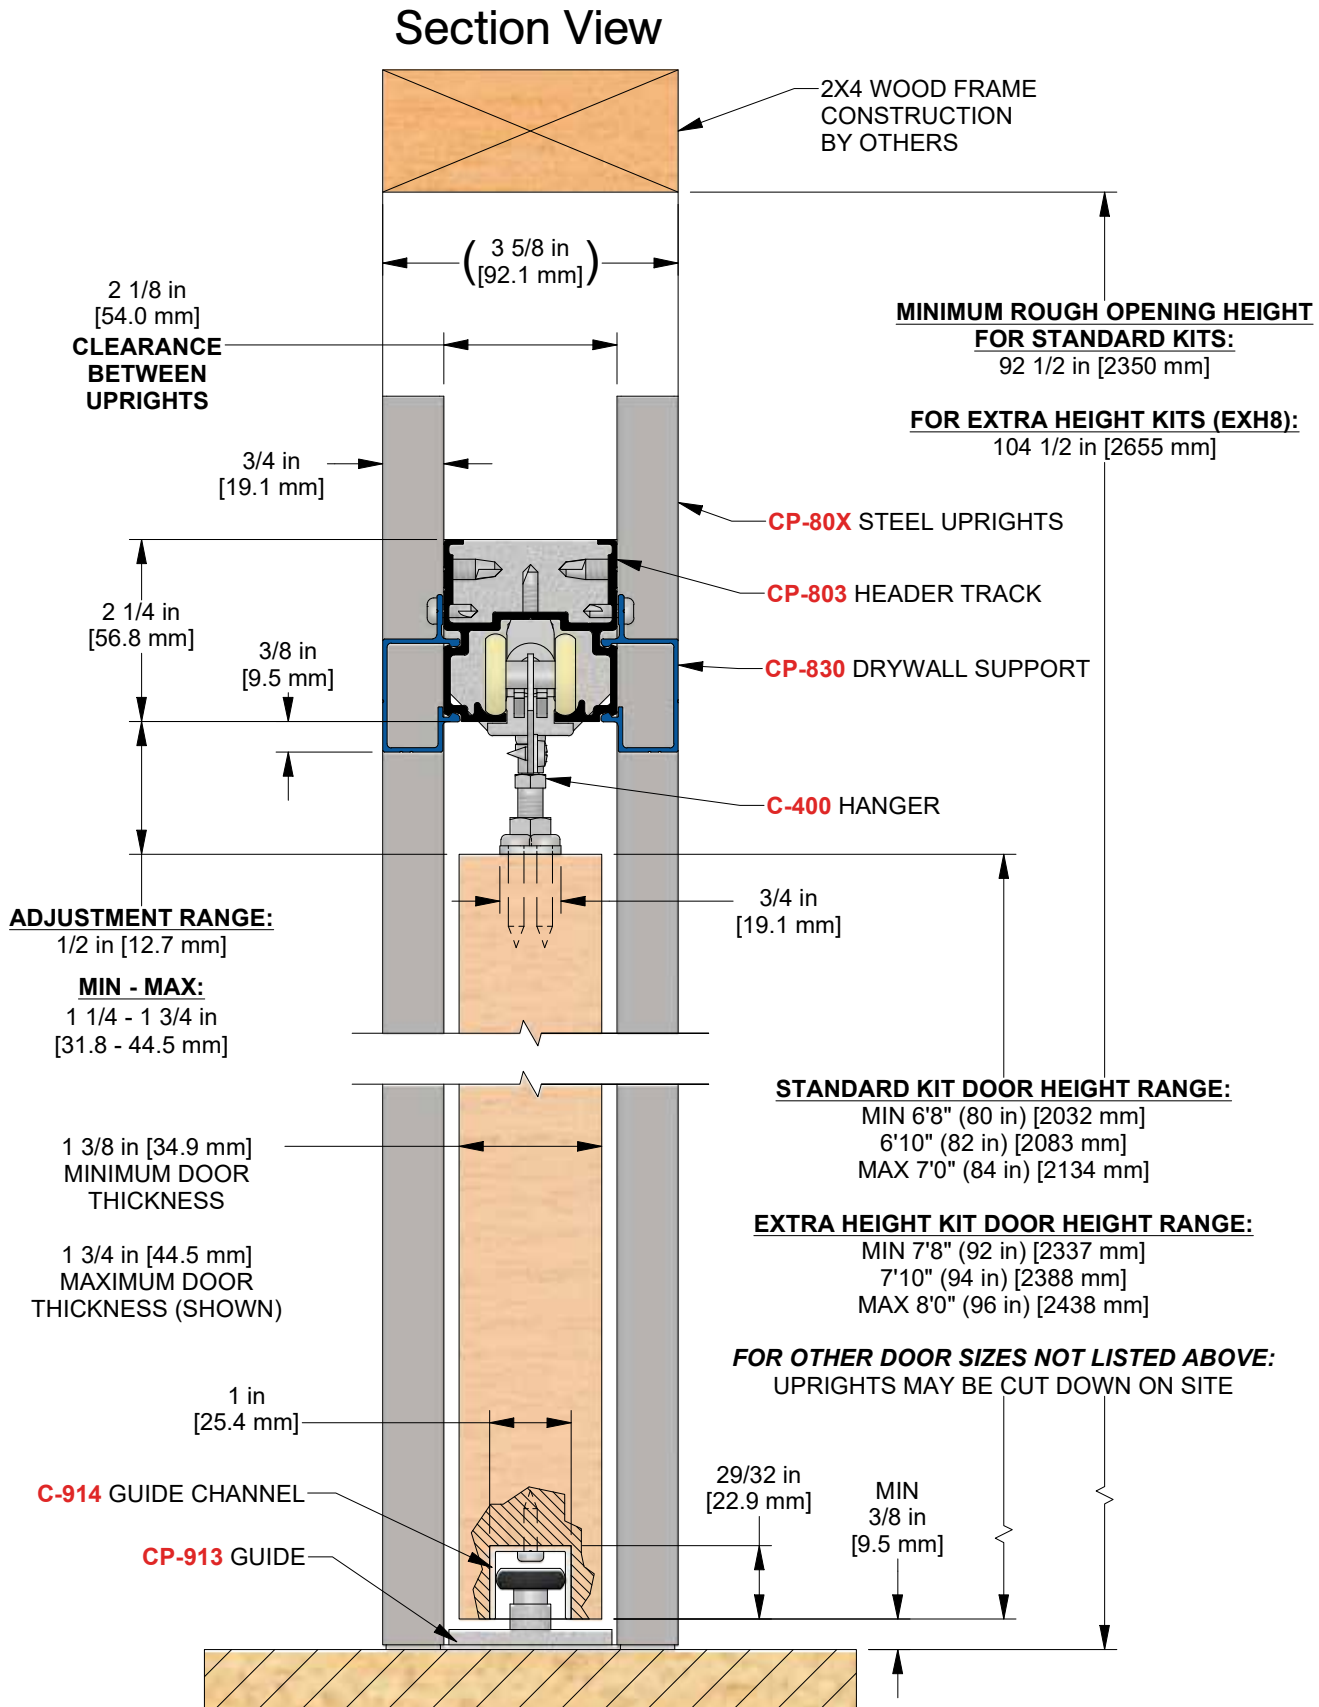 Section View
2X4 WOOD FRAME
CONSTRUCTION
BY OTHERS
(3 5/8 in)
[92.1 mm]
2 1/8 in
[54.0 mm]
CLEARANCE
BETWEEN
UPRIGHTS
MINIMUM ROUGH OPENING HEIGHT
FOR STANDARD KITS:
92 1/2 in [2350 mm]
FOR EXTRA HEIGHT KITS (EXH8):
104 1/2 in [2655 mm]
3/4 in
[19.1 mm]
CP-80X STEEL UPRIGHTS
CP-803 HEADER TRACK
2 1/4 in
[56.8 mm]
3/8 in
[9.5 mm]
CP-830 DRYWALL SUPPORT
C-400 HANGER
3/4 in
[19.1 mm]
ADJUSTMENT RANGE:
1/2 in [12.7 mm]
MIN - MAX:
1 1/4 - 1 3/4 in
[31.8 - 44.5 mm]
STANDARD KIT DOOR HEIGHT RANGE:
MIN 6'8" (80 in) [2032 mm]
6'10" (82 in) [2083 mm]
MAX 7'0" (84 in) [2134 mm]
1 3/8 in [34.9 mm]
MINIMUM DOOR
THICKNESS
EXTRA HEIGHT KIT DOOR HEIGHT RANGE:
MIN 7'8" (92 in) [2337 mm]
7'10" (94 in) [2388 mm]
MAX 8'0" (96 in) [2438 mm]
1 3/4 in [44.5 mm]
MAXIMUM DOOR
THICKNESS (SHOWN)
FOR OTHER DOOR SIZES NOT LISTED ABOVE:
UPRIGHTS MAY BE CUT DOWN ON SITE
1 in
[25.4 mm]
29/32 in
[22.9 mm]
MIN
3/8 in
[9.5 mm]
C-914 GUIDE CHANNEL
CP-913 GUIDE